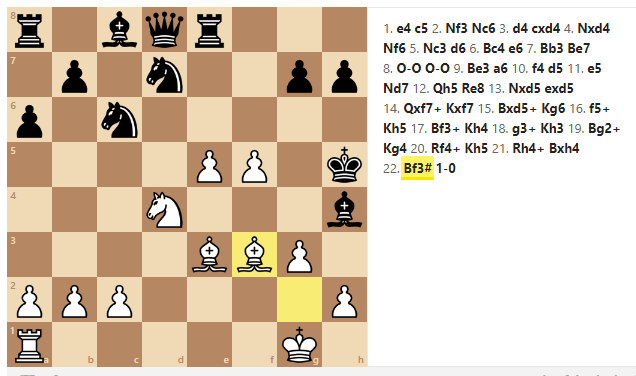 8
1. e4 c5 2. Nf3 Nc6 3. d4 cxd4 4. Nxd4
Nf6 5. Nc3 d6 6. Bc4 e6 7. Bb3 Be7
8. O-O O-O 9. Be3 a6 10. f4 d5 11. e5
Nd7 12. Qh5 Re8 13. Nxd5 exd5
14. Qxf7+ Kxf7 15. Bxd5+ Kg6 16. f5+
Kh5 17. Bf3+ Kh4 18. g3+ Kh3 19. Bg2+
Kg4 20. Rf4+ Kh5 21. Rh4+ Bxh4
22. Bf3# 1-0
7
6
5
4
3
2
1
a b c d e f g h